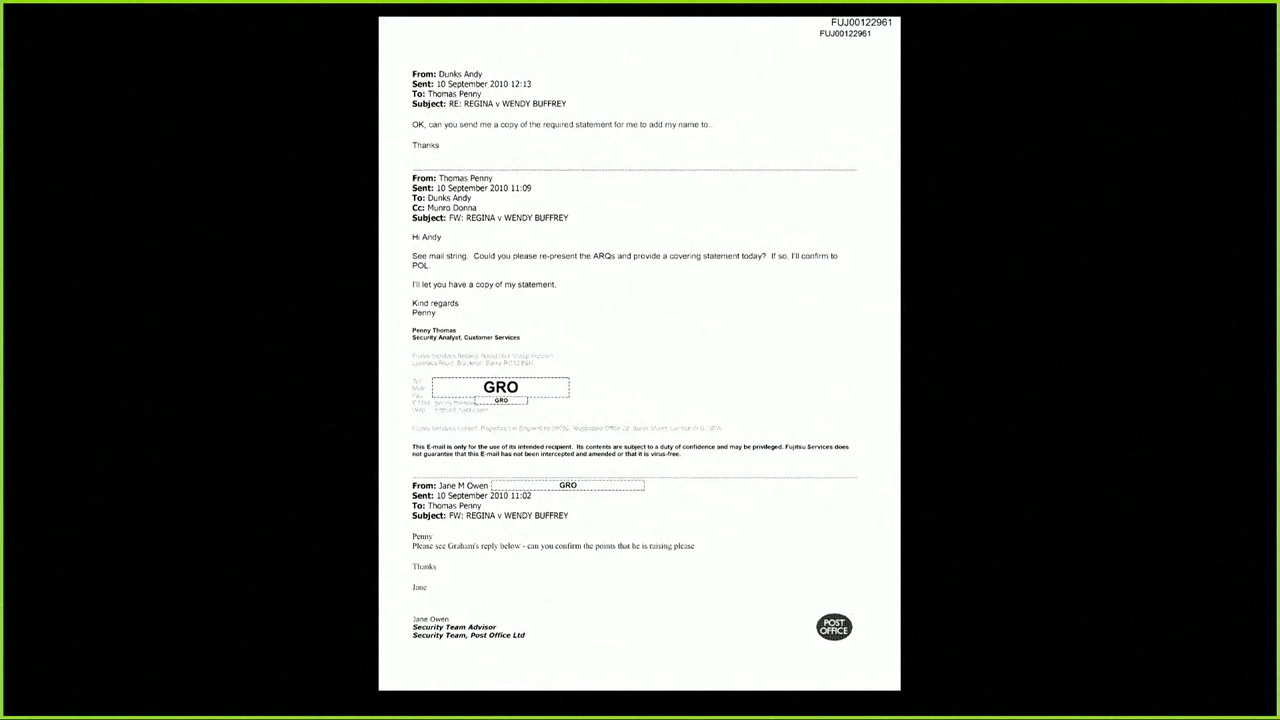 FUJ00122961
FUJ00122961
From: Dunks Andy
Sent: 10 September 2010 12:13
To: Thomas Penny
Subject: RE: REGINA v WENDY BUFFREY
OK, can you send me a copy of the required statement for me to add my name to..
Thanks
From: Thomas Penny
Sent: 10 September 2010 11:09
To: Dunks Andy
Cc: Munro Donna
Subject: FW: REGINA v WENDY BUFFREY
Hi Andy
See mail string. Could you please re-present the ARQs and provide a covering statement today? If so, I'll confirm to
POL.
I'll let you have a copy of my statement.
Kind regards
Penny
Penny Thomas
Security Analyst, Customer Services
Tel
GRO
Mob
Fax
E-Mail
GRO
Web
This E-mail is only for the use of its intended recipient. Its contents are subject to a duty of confidence and may be privileged. Fujitsu Services does
not guarantee that this E-mail has not been intercepted and amended or that it is virus-free.
From: Jane M Owen GRO
Sent: 10 September 2010 11:02
To: Thomas Penny
Subject: FW: REGINA v WENDY BUFFREY
Penny
Please see Graham's reply below - can you confirm the points that he is raising please
Thanks
Jane
Jane Owen
Security Team Advisor
Security Team, Post Office Ltd
POST
OFFICE